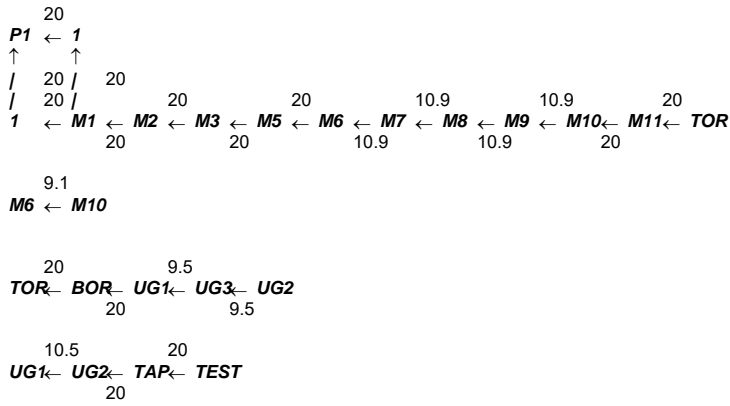 20
P1 ← 1
↑ ↑
| 20 | 20
| 20 | 20 20 10.9 10.9 20
1 ← M1 ← M2 ← M3 ← M5 ← M6 ← M7 ← M8 ← M9 ← M10← M11← TOR
20 20 10.9 10.9 20
9.1
M6 ← M10
20 9.5
TOR← BOR← UG1← UG3← UG2
20 9.5
10.5 20
UG1← UG2← TAP← TEST
20